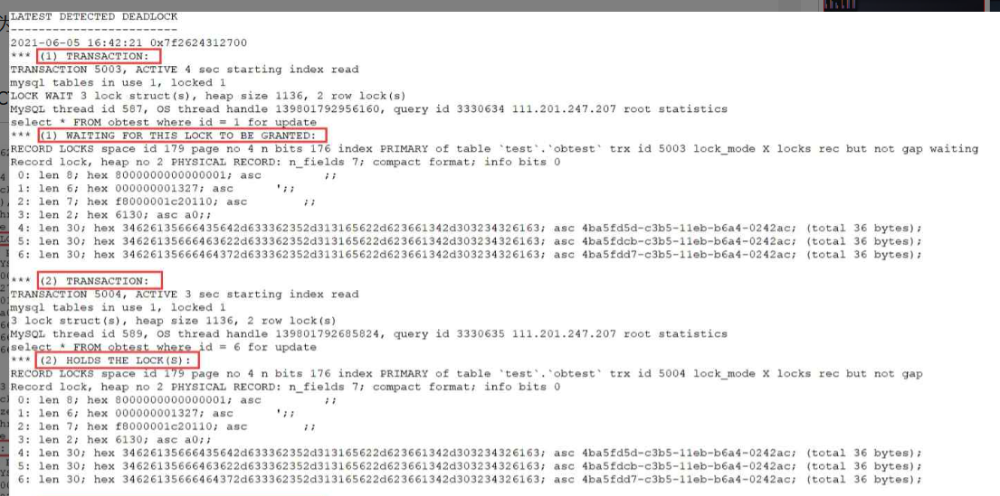 LATEST DETECTED DEADLOCK
------------------------
2021-06-05 16:42:21 0x7f2624312700
*** (1) TRANSACTION:
TRANSACTION 5003, ACTIVE 4 sec starting index read
mysql tables in use 1, locked 1
LOCK WAIT 3 lock struct(s), heap size 1136, 2 row lock(s)
MySQL thread id 587, OS thread handle 139801792956160, query id 3330634 111.201.247.207 root statistics
select * FROM obtest where id = 1 for update
*** (1) WAITING FOR THIS LOCK TO BE GRANTED:
RECORD LOCKS space id 179 page no 4 n bits 176 index PRIMARY of table `test`.`obtest` trx id 5003 lock_mode X locks rec but not gap waiting
Record lock, heap no 2 PHYSICAL RECORD: n_fields 7; compact format; info bits 0
0: len 8; hex 8000000000000001; asc ;;
1: len 6; hex 000000001327; asc ';;
2: len 7; hex f8000001c20110; asc ;;
3: len 2; hex 6130; asc a0;;
4: len 30; hex 34626135666435642d633362352d313165622d623661342d303234326163; asc 4ba5fd5d-c3b5-11eb-b6a4-0242ac; (total 36 bytes);
5: len 30; hex 34626135666463622d633362352d313165622d623661342d303234326163; asc 4ba5fdcb-c3b5-11eb-b6a4-0242ac; (total 36 bytes);
6: len 30; hex 34626135666464372d633362352d313165622d623661342d303234326163; asc 4ba5fdd7-c3b5-11eb-b6a4-0242ac; (total 36 bytes);
*** (2) TRANSACTION:
TRANSACTION 5004, ACTIVE 3 sec starting index read
mysql tables in use 1, locked 1
3 lock struct(s), heap size 1136, 2 row lock(s)
MySQL thread id 589, OS thread handle 139801792685824, query id 3330635 111.201.247.207 root statistics
select * FROM obtest where id = 6 for update
*** (2) HOLDS THE LOCK(S):
RECORD LOCKS space id 179 page no 4 n bits 176 index PRIMARY of table `test`.`obtest` trx id 5004 lock_mode X locks rec but not gap
Record lock, heap no 2 PHYSICAL RECORD: n_fields 7; compact format; info bits 0
0: len 8; hex 8000000000000001; asc ;;
1: len 6; hex 000000001327; asc ';;
2: len 7; hex f8000001c20110; asc ;;
3: len 2; hex 6130; asc a0;;
4: len 30; hex 34626135666435642d633362352d313165622d623661342d303234326163; asc 4ba5fd5d-c3b5-11eb-b6a4-0242ac; (total 36 bytes);
5: len 30; hex 34626135666463622d633362352d313165622d623661342d303234326163; asc 4ba5fdcb-c3b5-11eb-b6a4-0242ac; (total 36 bytes);
6: len 30; hex 34626135666464372d633362352d313165622d623661342d303234326163; asc 4ba5fdd7-c3b5-11eb-b6a4-0242ac; (total 36 bytes);